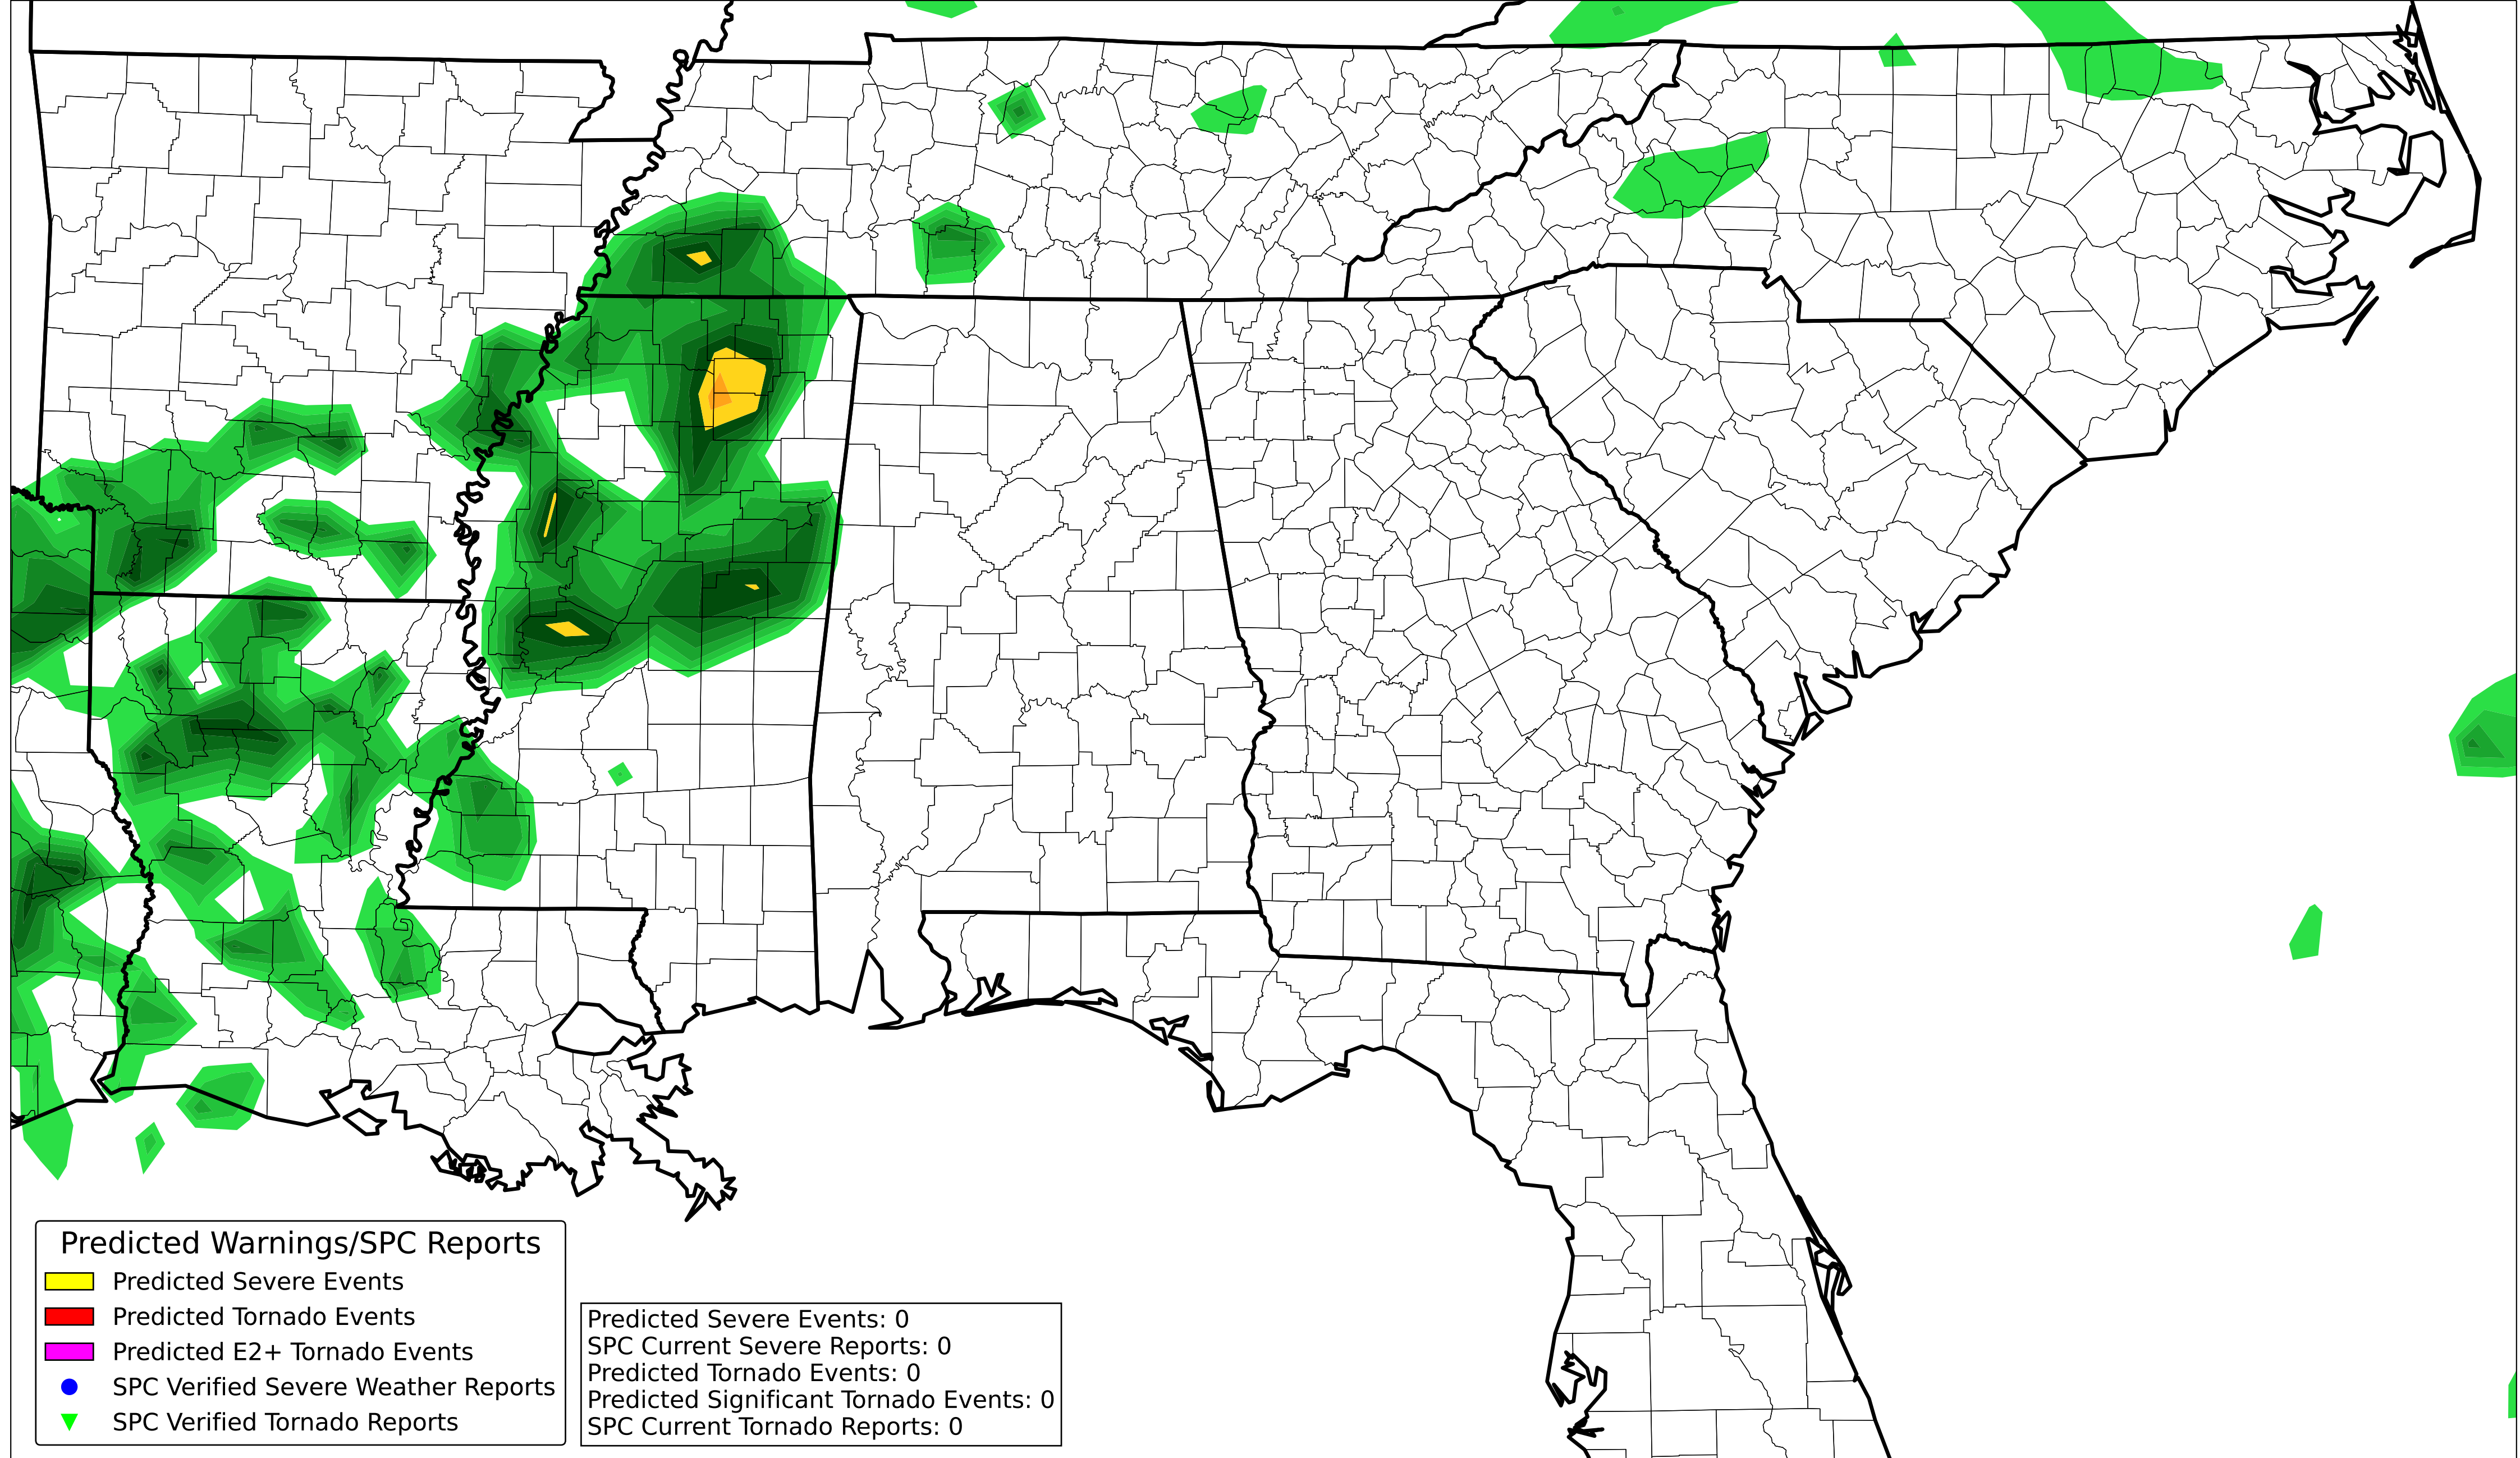 Predicted Warnings/SPC Reports
Predicted Severe Events
Predicted Tornado Events
Predicted E2+ Tornado Events
SPC Verified Severe Weather Reports
SPC Verified Tornado Reports
Predicted Severe Events: 0
SPC Current Severe Reports: 0
Predicted Tornado Events: 0
Predicted Significant Tornado Events: 0
SPC Current Tornado Reports: 0